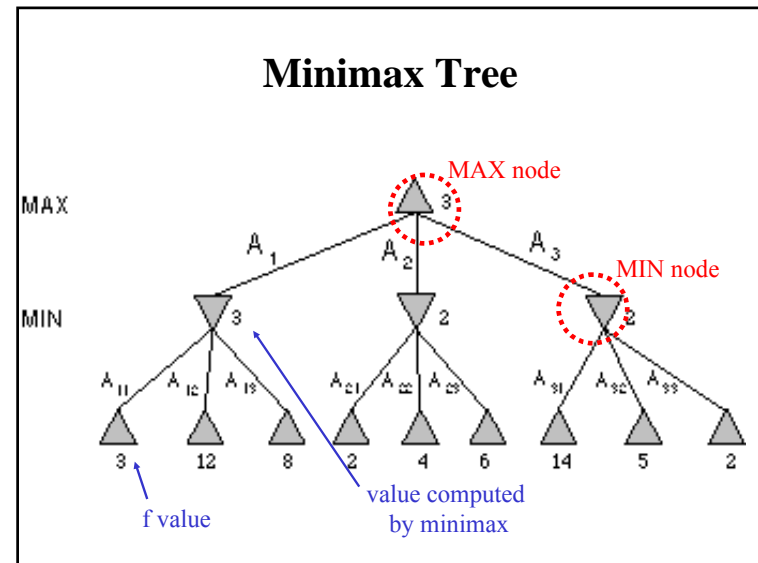 Minimax Tree
MAX node
MAX
3
A1
A2
A3
MIN node
MIN
3
2
2
A11 A12 A13 A21 A22 A23 A31 A32 A33
3 12 8 2 4 6 14 5 2
f value
value computed
by minimax